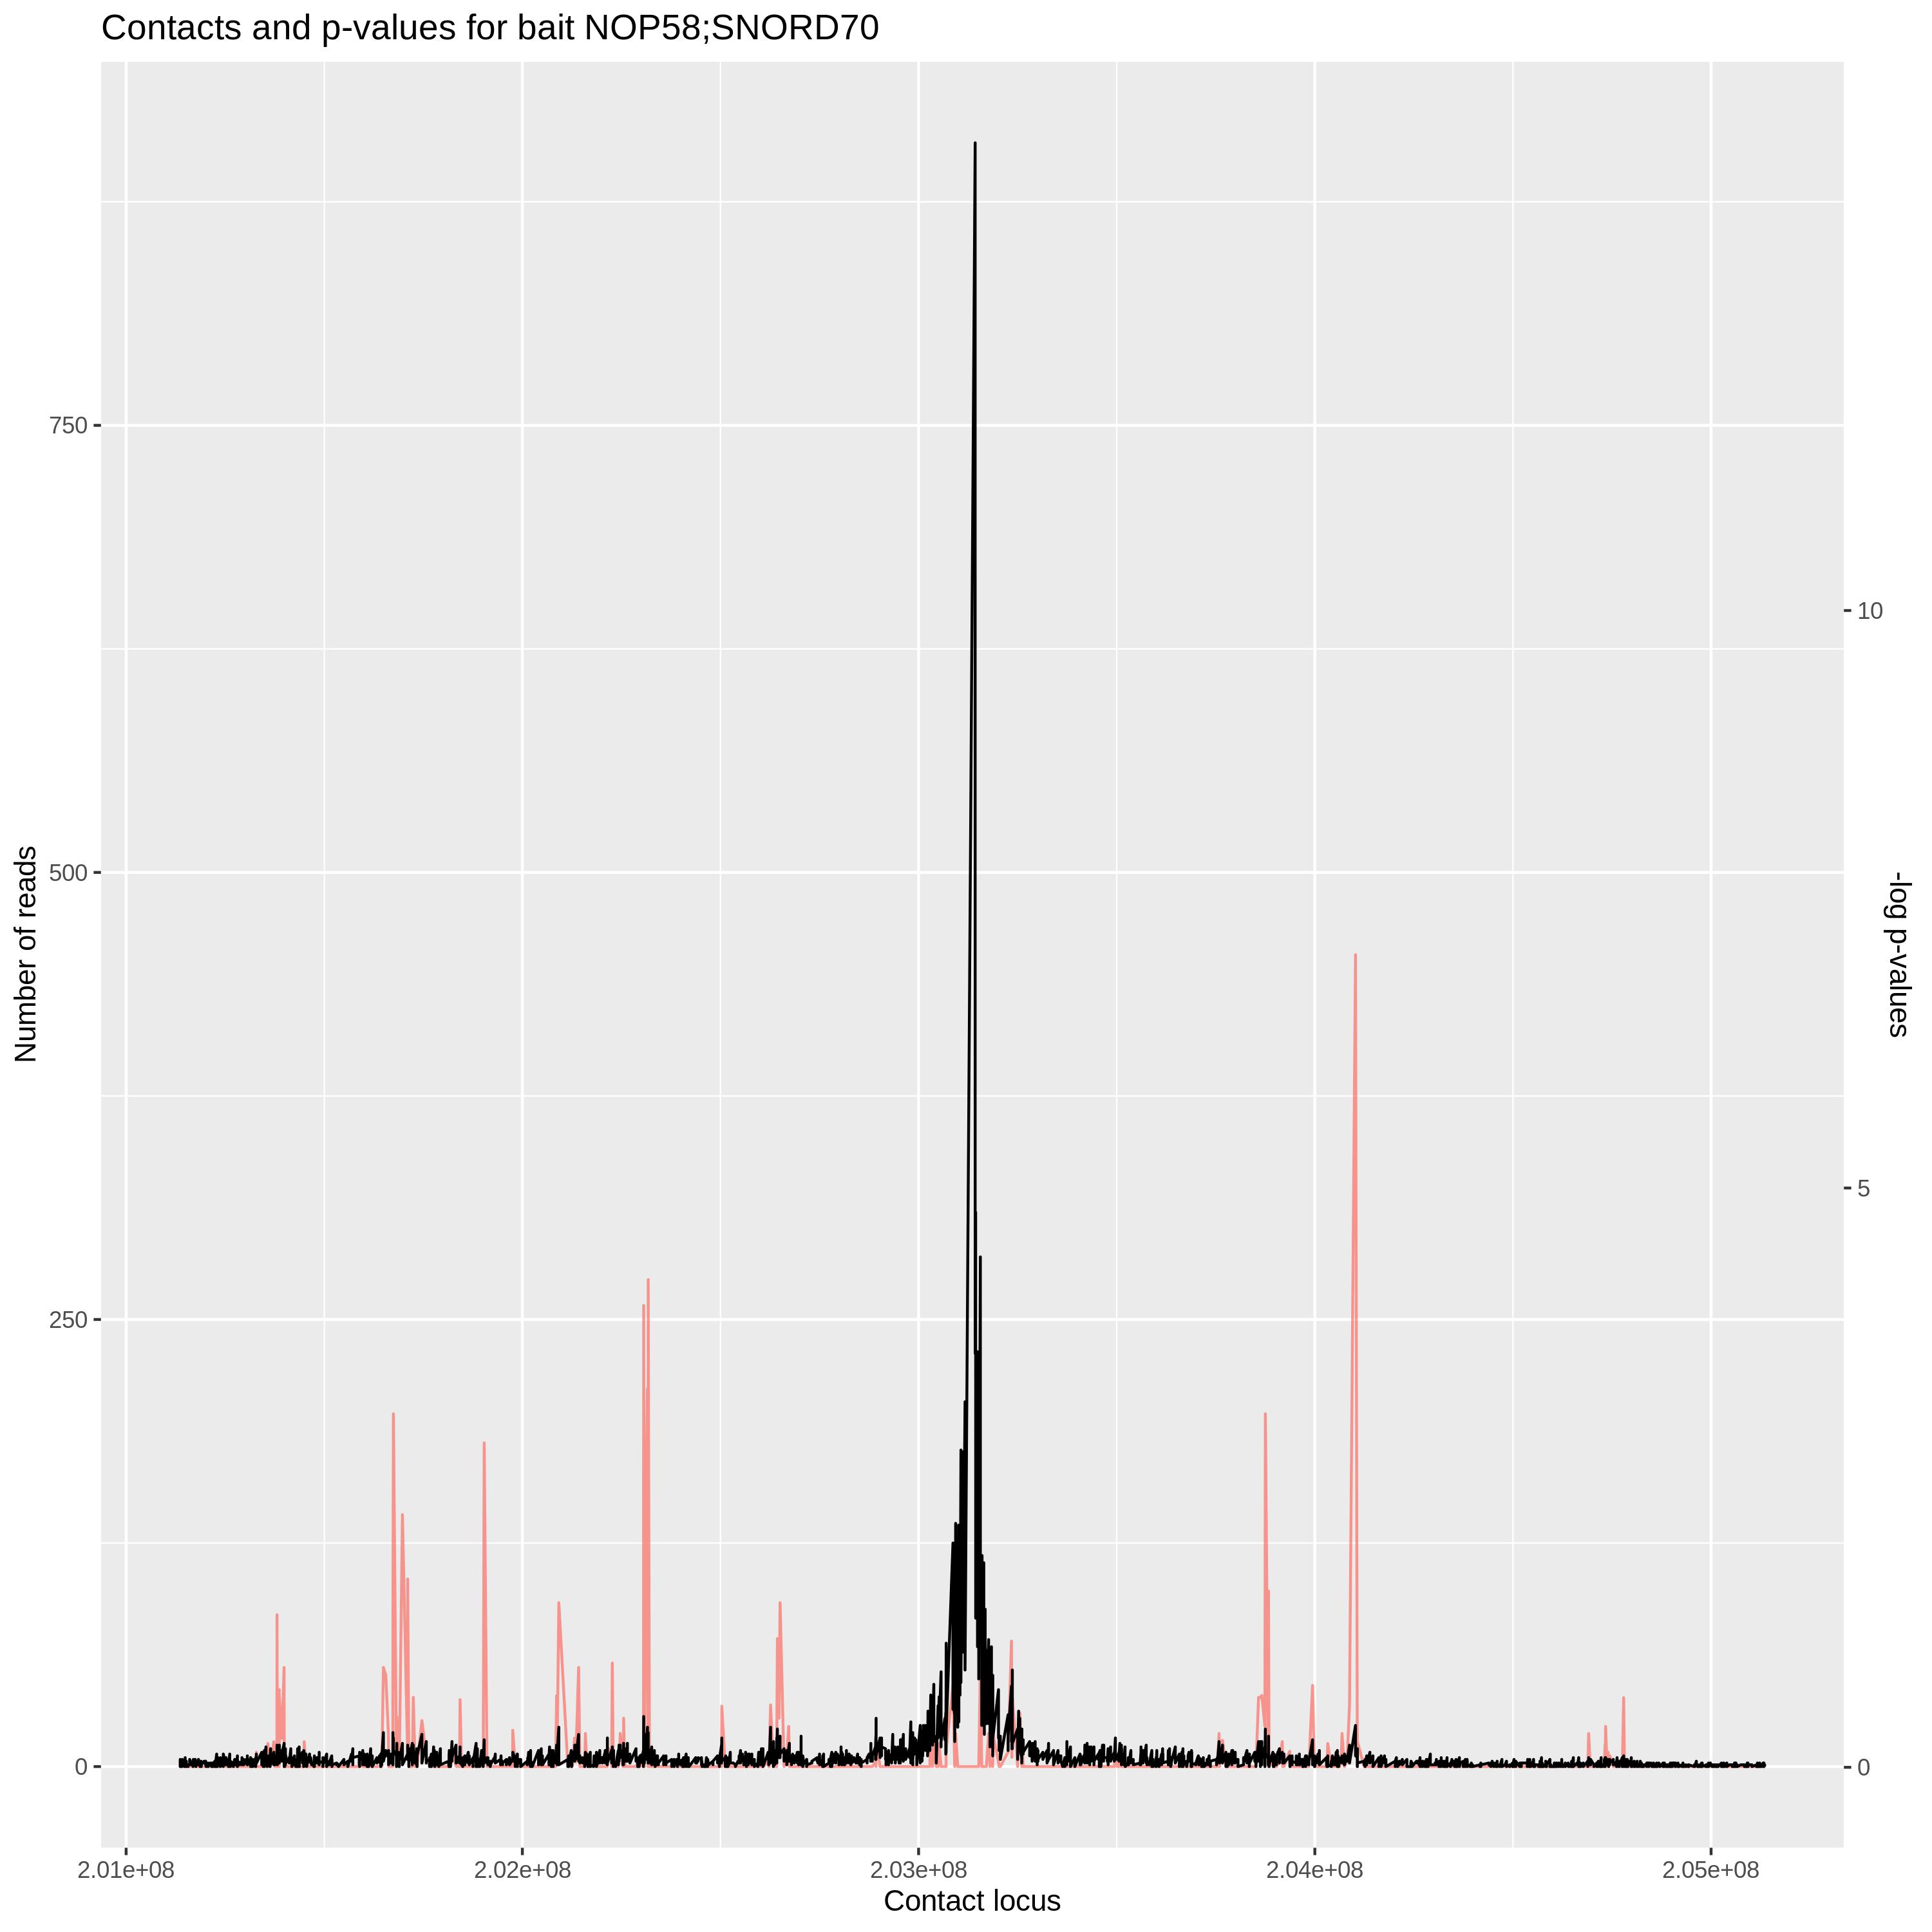 Contacts and p-values for bait NOP58;SNORD70
Number of reads
750
500
250
0
10
5
0
-log p-values
2.01e+08 2.02e+08 2.03e+08 2.04e+08 2.05e+08
Contact locus